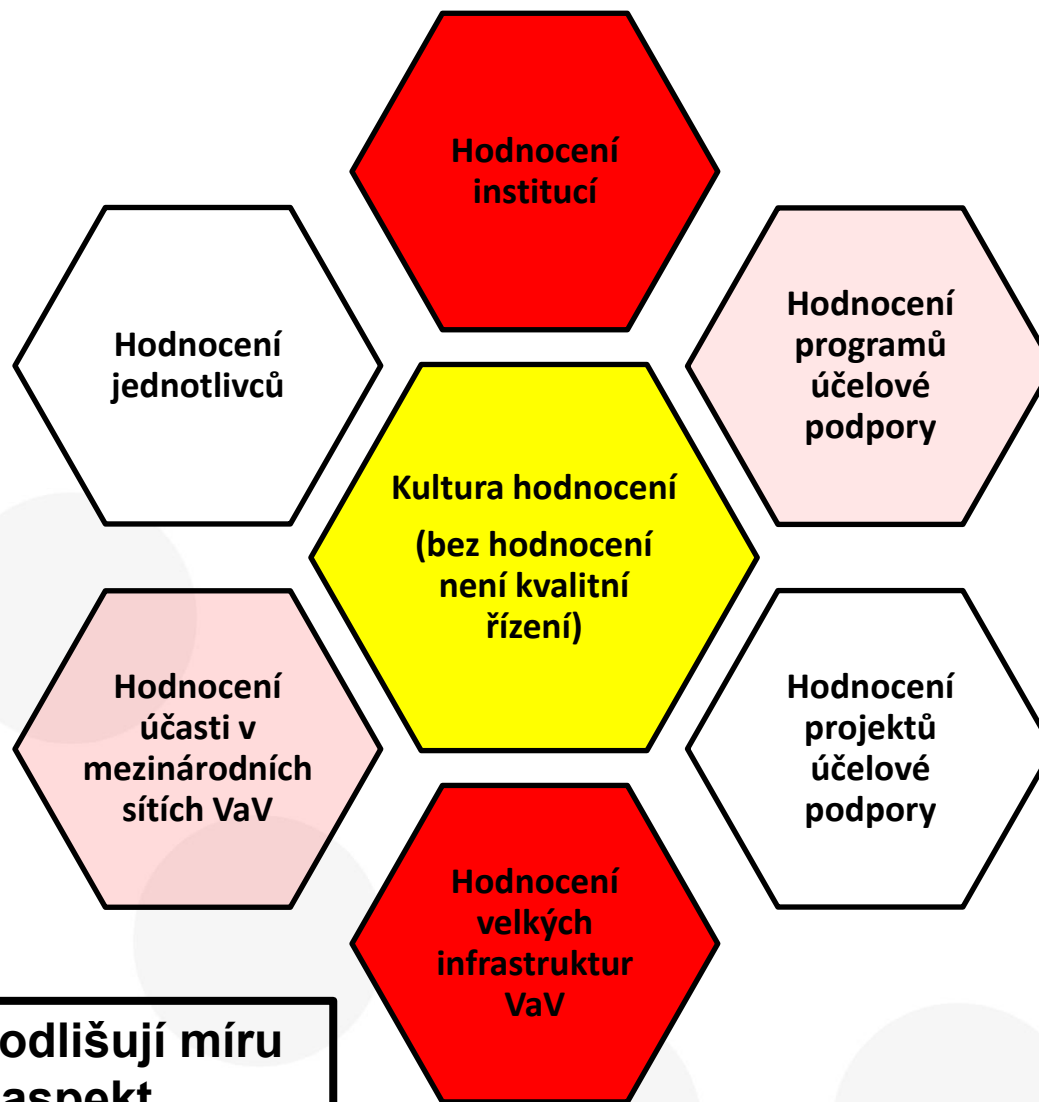 Hodnocení
institucí
Hodnocení
jednotlivců
Hodnocení
programů
účelové
podpory
Kultura hodnocení
(bez hodnocení
není kvalitní
řízení)
Hodnocení
účasti v
mezinárodních
sítích VaV
Hodnocení
projektů
účelové
podpory
Hodnocení
velkých
infrastruktur
VaV
odlišují míru
aspekt